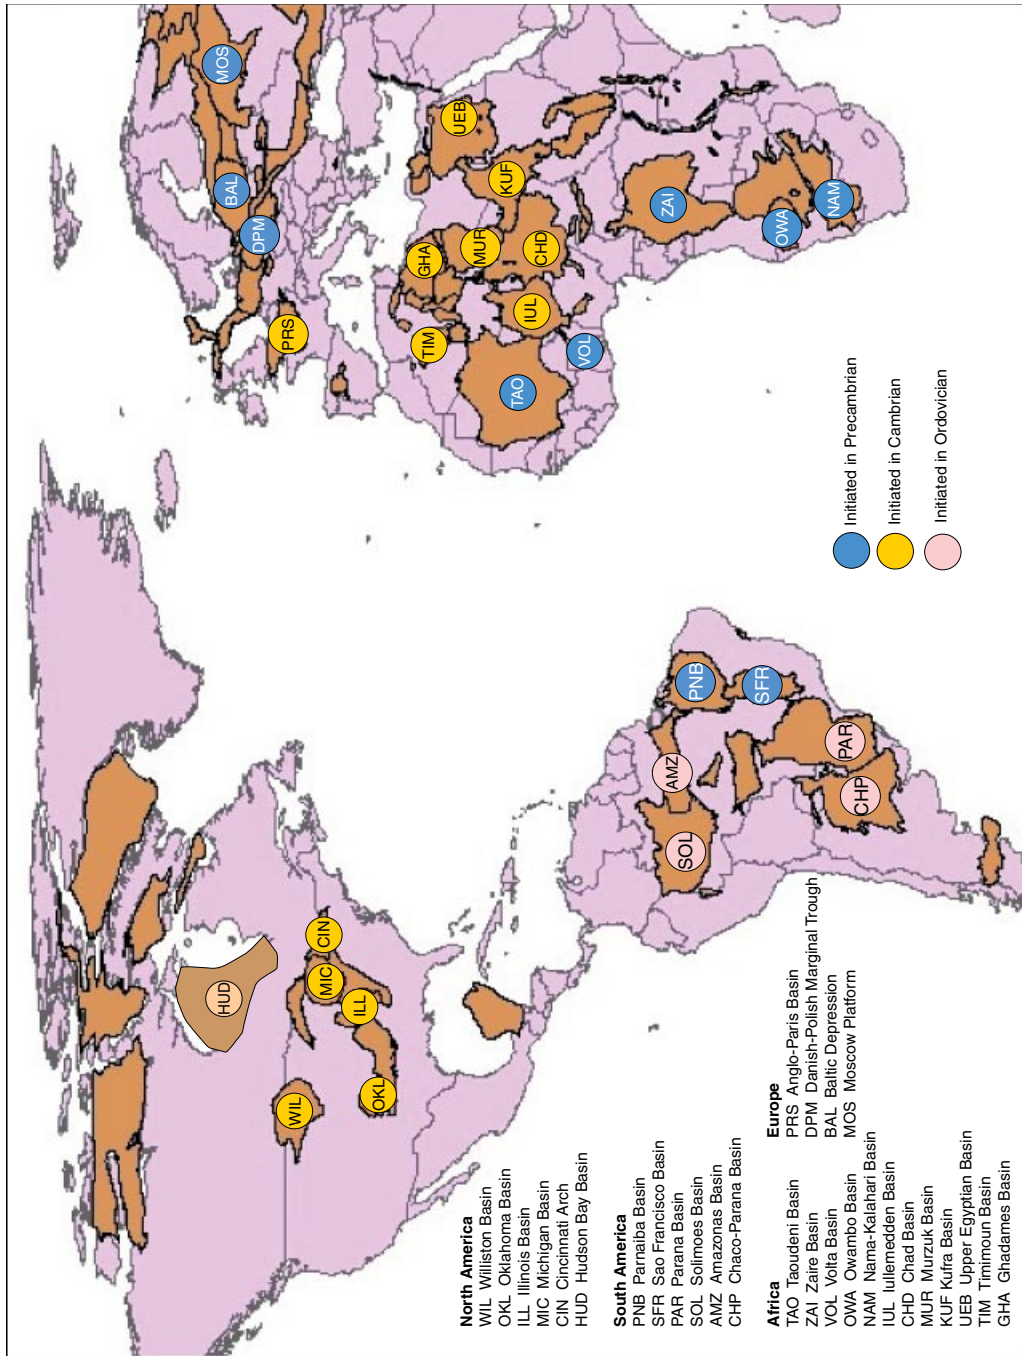 MOS
BAL
DPM
PRS
UEB
KUF
GHA
MUR
CHD
TIM
IUL
TAO
VOL
ZAI
OWA
NAM
HUD
CIN
MIC
ILL
WIL
OKL
PNB
SFR
AMZ
SOL
PAR
CHP
Initiated in Precambrian
Initiated in Cambrian
Initiated in Ordovician
North America
WIL Williston Basin
OKL Oklahoma Basin
ILL Illinois Basin
MIC Michigan Basin
CIN Cincinnati Arch
HUD Hudson Bay Basin
South America
PNB Parnaiba Basin
SFR Sao Francisco Basin
PAR Parana Basin
SOL Solimoes Basin
AMZ Amazonas Basin
CHP Chaco-Parana Basin
Africa
TAO Taoudeni Basin
ZAI Zaire Basin
VOL Volta Basin
OWA Owambo Basin
NAM Nama-Kalahari Basin
IUL Iullemedden Basin
CHD Chad Basin
MUR Murzuk Basin
KUF Kufra Basin
UEB Upper Egyptian Basin
TIM Timimoun Basin
GHA Ghadames Basin
Europe
PRS Anglo-Paris Basin
DPM Danish-Polish Marginal Trough
BAL Baltic Depression
MOS Moscow Platform